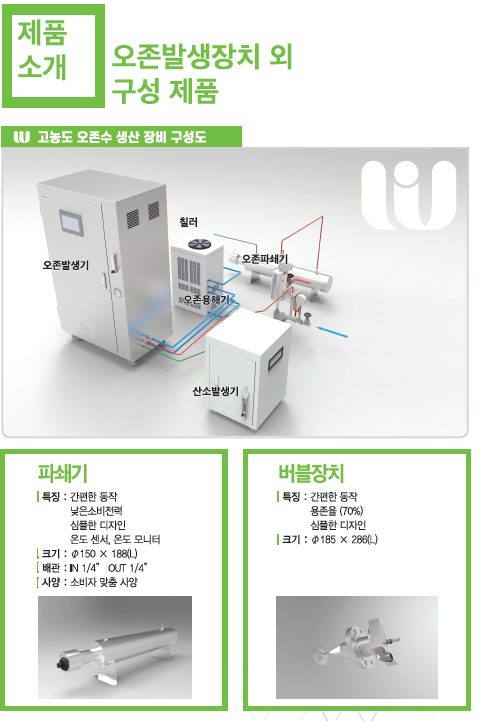 제품
소개
오존발생장치 외
구성 제품
고농도 오존수 생산 장비 구성도
칠러
오존발생기
오존파쇄기
오존용해기
산소발생기
파쇄기
특징 : 간편한 동작
낮은소비전력
심플한 디자인
온도 센서, 온도 모니터
크기 : Ф150 × 188(L)
배관 : IN 1/4" OUT 1/4"
사양 : 소비자 맞춤 사양
버블장치
특징 : 간편한 동작
용존율 (70%)
심플한 디자인
크기 : Ф185 × 286(L)